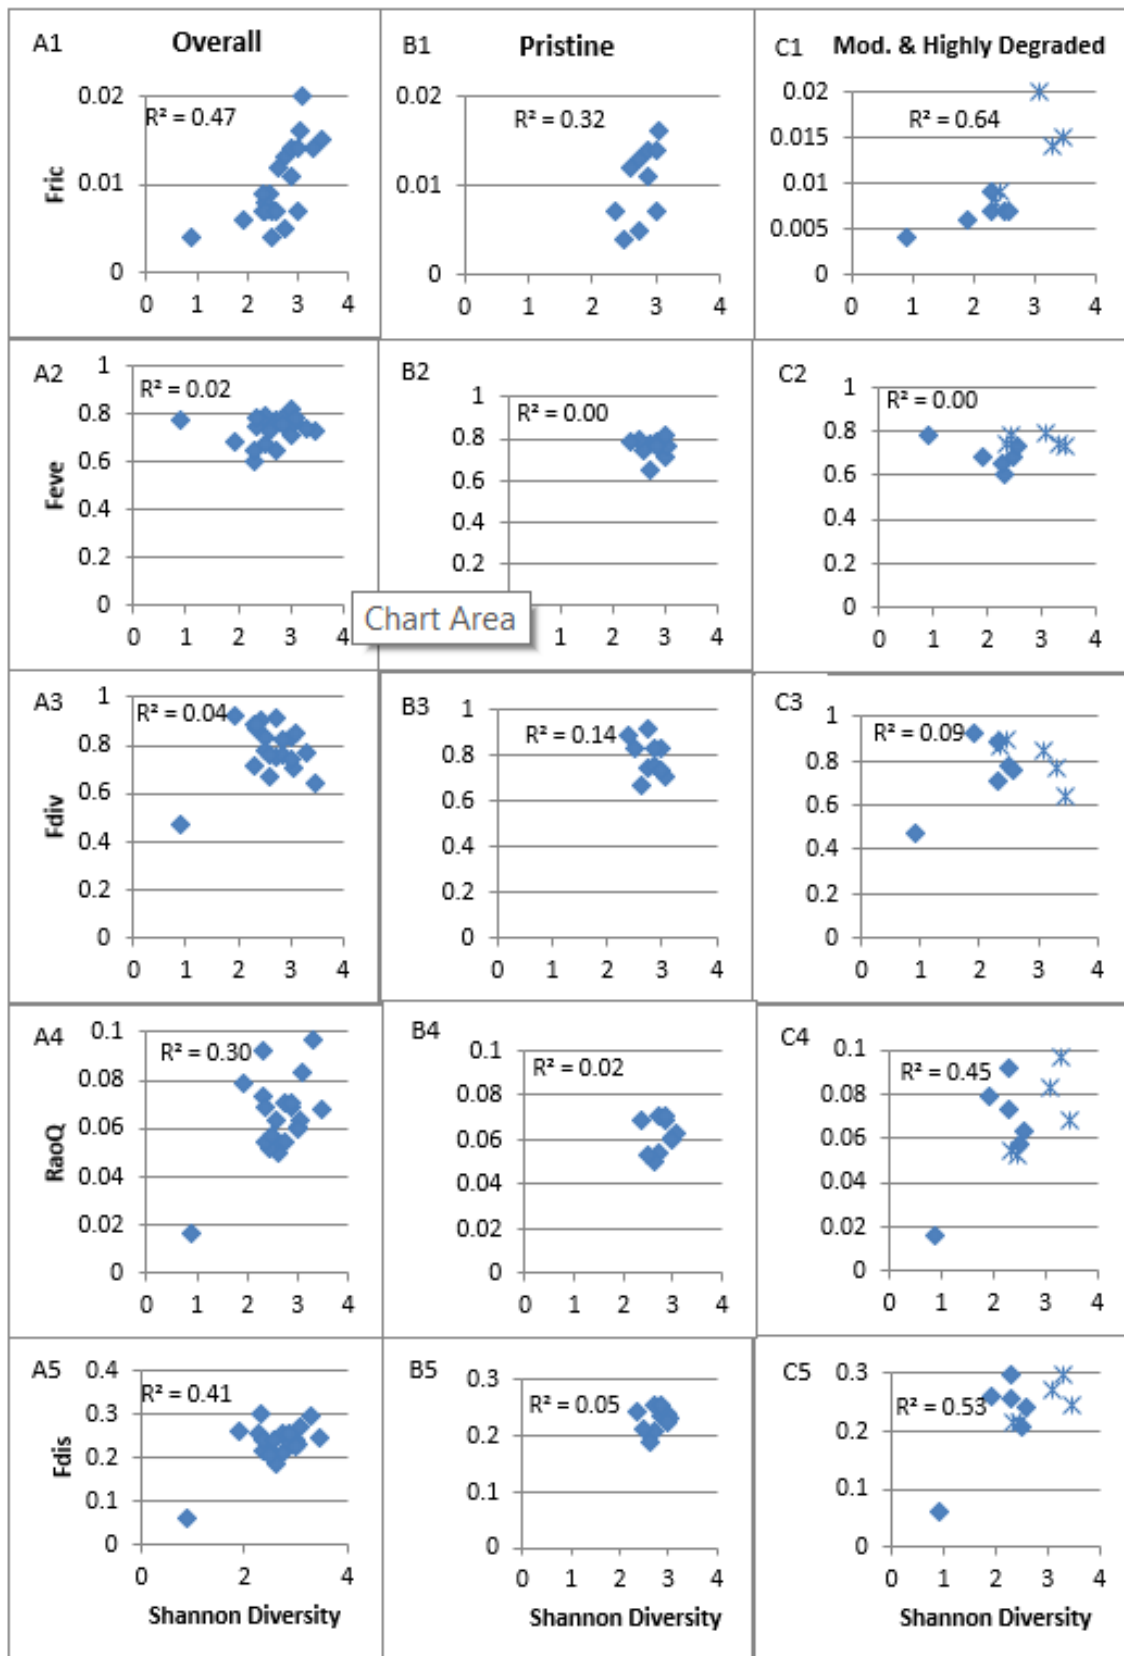 A1 Overall
R² = 0.47
0.02
0.01
0
0 1 2 3 4
Fric
B1 Pristine
R² = 0.32
0.02
0.01
0
0 1 2 3 4
C1 Mod. & Highly Degraded
R² = 0.64
0.02
0.015
0.01
0.005
0
0 1 2 3 4
A2
R² = 0.02
1
0.8
0.6
0.4
0.2
0
0 1 2 3 4
Feve
B2
R² = 0.00
1
0.8
0.6
0.4
0.2
1 2 3 4
Chart Area
C2
R² = 0.00
1
0.8
0.6
0.4
0.2
0
0 1 2 3 4
A3
R² = 0.04
1
0.8
0.6
0.4
0.2
0
0 1 2 3 4
Fdiv
B3
R² = 0.14
1
0.8
0.6
0.4
0.2
0
0 1 2 3 4
C3
R² = 0.09
1
0.8
0.6
0.4
0.2
0
0 1 2 3 4
A4
R² = 0.30
0.1
0.08
0.06
0.04
0.02
0
0 1 2 3 4
RaoQ
B4
R² = 0.02
0.1
0.08
0.06
0.04
0.02
0
0 1 2 3 4
C4
R² = 0.45
0.1
0.08
0.06
0.04
0.02
0
0 1 2 3 4
A5
R² = 0.41
0.4
0.3
0.2
0.1
0
0 2 4
Fdis
Shannon Diversity
B5
R² = 0.05
0.3
0.2
0.1
0
0 1 2 3 4
Shannon Diversity
C5
R² = 0.53
0.3
0.2
0.1
0
0 1 2 3 4
Shannon Diversity